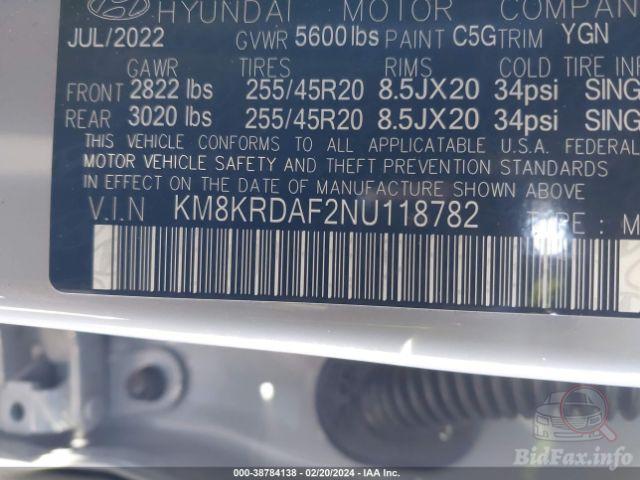 HYUNDAI MOTOR COMPAN
JUL/2022 GVWR 5600 lbs PAINT C5G TRIM YGN
GAWR TIRES RIMS COLD TIRE INF
FRONT 2822 lbs 255/45R20 8.5JX20 34psi SING
REAR 3020 lbs 255/45R20 8.5JX20 34psi SING
THIS VEHICLE CONFORMS TO ALL APPLICATABLE U.S.A. FEDERAL
MOTOR VEHICLE SAFETY AND THEFT PREVENTION STANDARDS
IN EFFECT ON THE DATE OF MANUFACTURE SHOWN ABOVE
V.I.N KM8KRDAF2NU118782 TYPE : M
BidFax.info
000-38784138 - 02/20/2024 - IAA Inc.